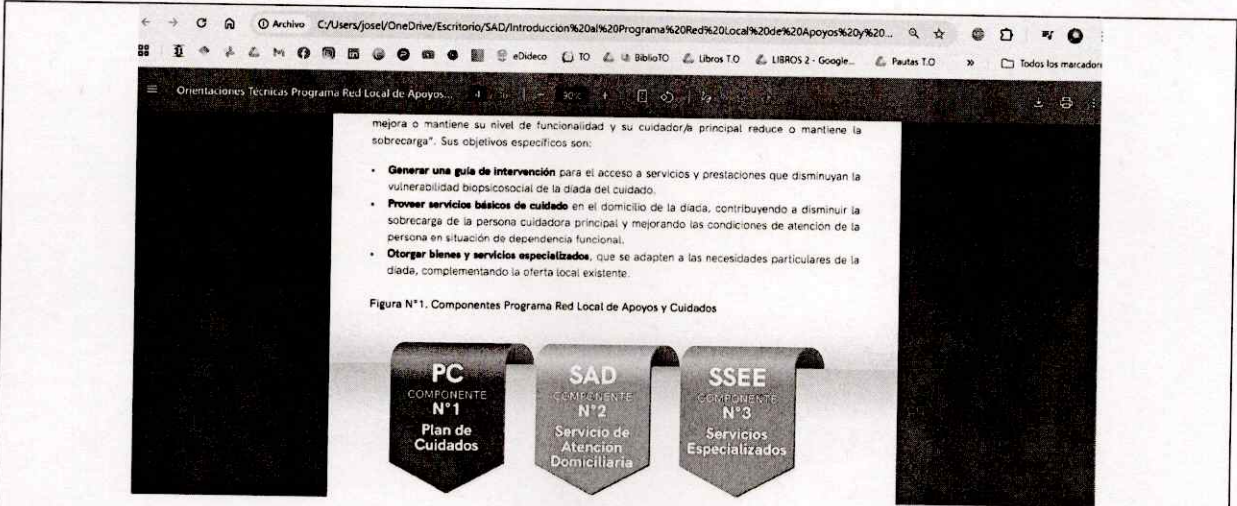 Archivo C:/Users/josel/OneDrive/Escritorio/SAD/Introducción%20al%20Programa%20Red%20Local%20de%20Apoyos%20y%20...
eDideco TO BiblioTO Libros T.O LIBROS 2 - Google... Pautas T.O » Todos los marcadores
Orientaciones Técnicas Programa Red Local de Apoyos... 90% +
mejora o mantiene su nivel de funcionalidad y su cuidador/a principal reduce o mantiene la
sobrecarga". Sus objetivos específicos son:
• Generar una guía de intervención para el acceso a servicios y prestaciones que disminuyan la
vulnerabilidad biopsicosocial de la díada del cuidado.
• Proveer servicios básicos de cuidado en el domicilio de la díada, contribuyendo a disminuir la
sobrecarga de la persona cuidadora principal y mejorando las condiciones de atención de la
persona en situación de dependencia funcional.
• Otorgar bienes y servicios especializados, que se adapten a las necesidades particulares de la
díada, complementando la oferta local existente.
Figura N°1. Componentes Programa Red Local de Apoyos y Cuidados
PC
COMPONENTE
N°1
Plan de
Cuidados
SAD
COMPONENTE
N°2
Servicio de
Atención
Domiciliaria
SSEE
COMPONENTE
N°3
Servicios
Especializados